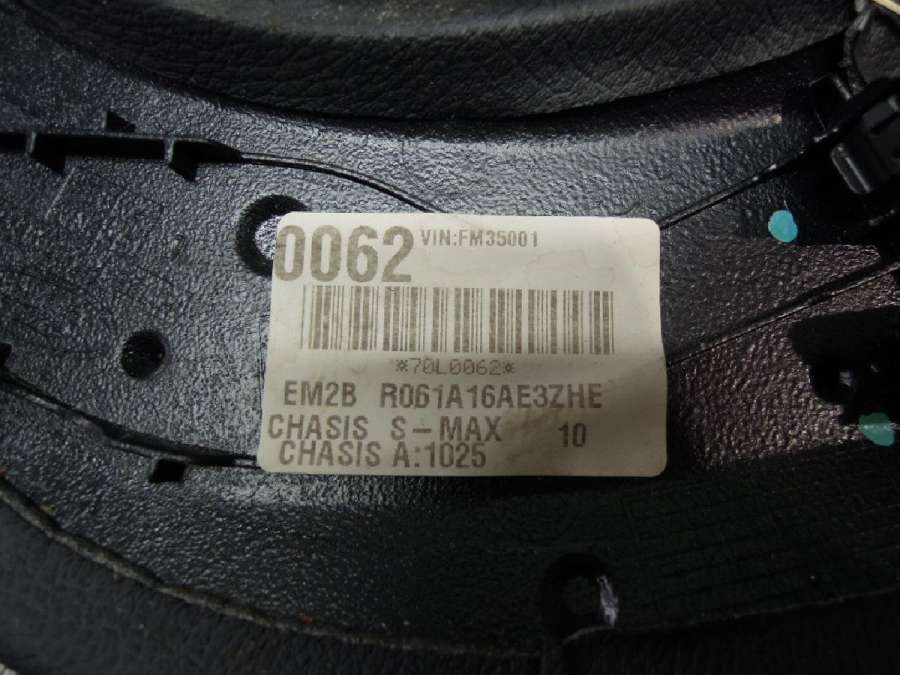 0062 VIN:FM35001
*70L0062*
EM2B R061A16AE3ZHE
CHASIS S-MAX 10
CHASIS A:1025